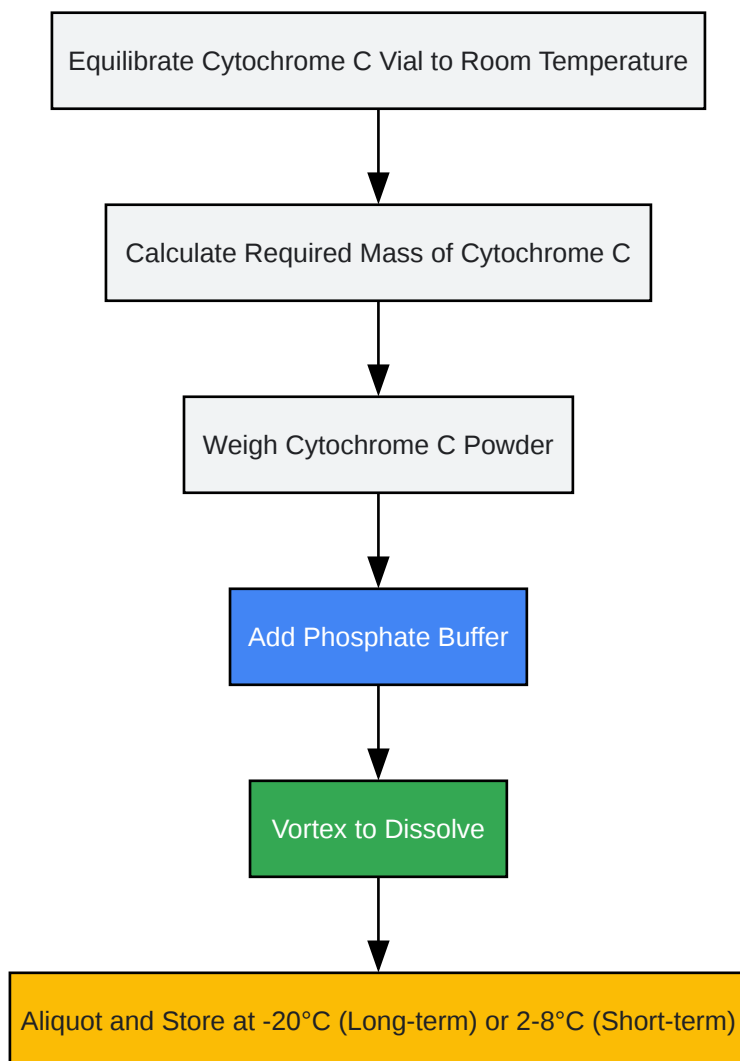 Equilibrate Cytochrome C Vial to Room Temperature
Calculate Required Mass of Cytochrome C
Weigh Cytochrome C Powder
Add Phosphate Buffer
Vortex to Dissolve
Aliquot and Store at -20°C (Long-term) or 2-8°C (Short-term)